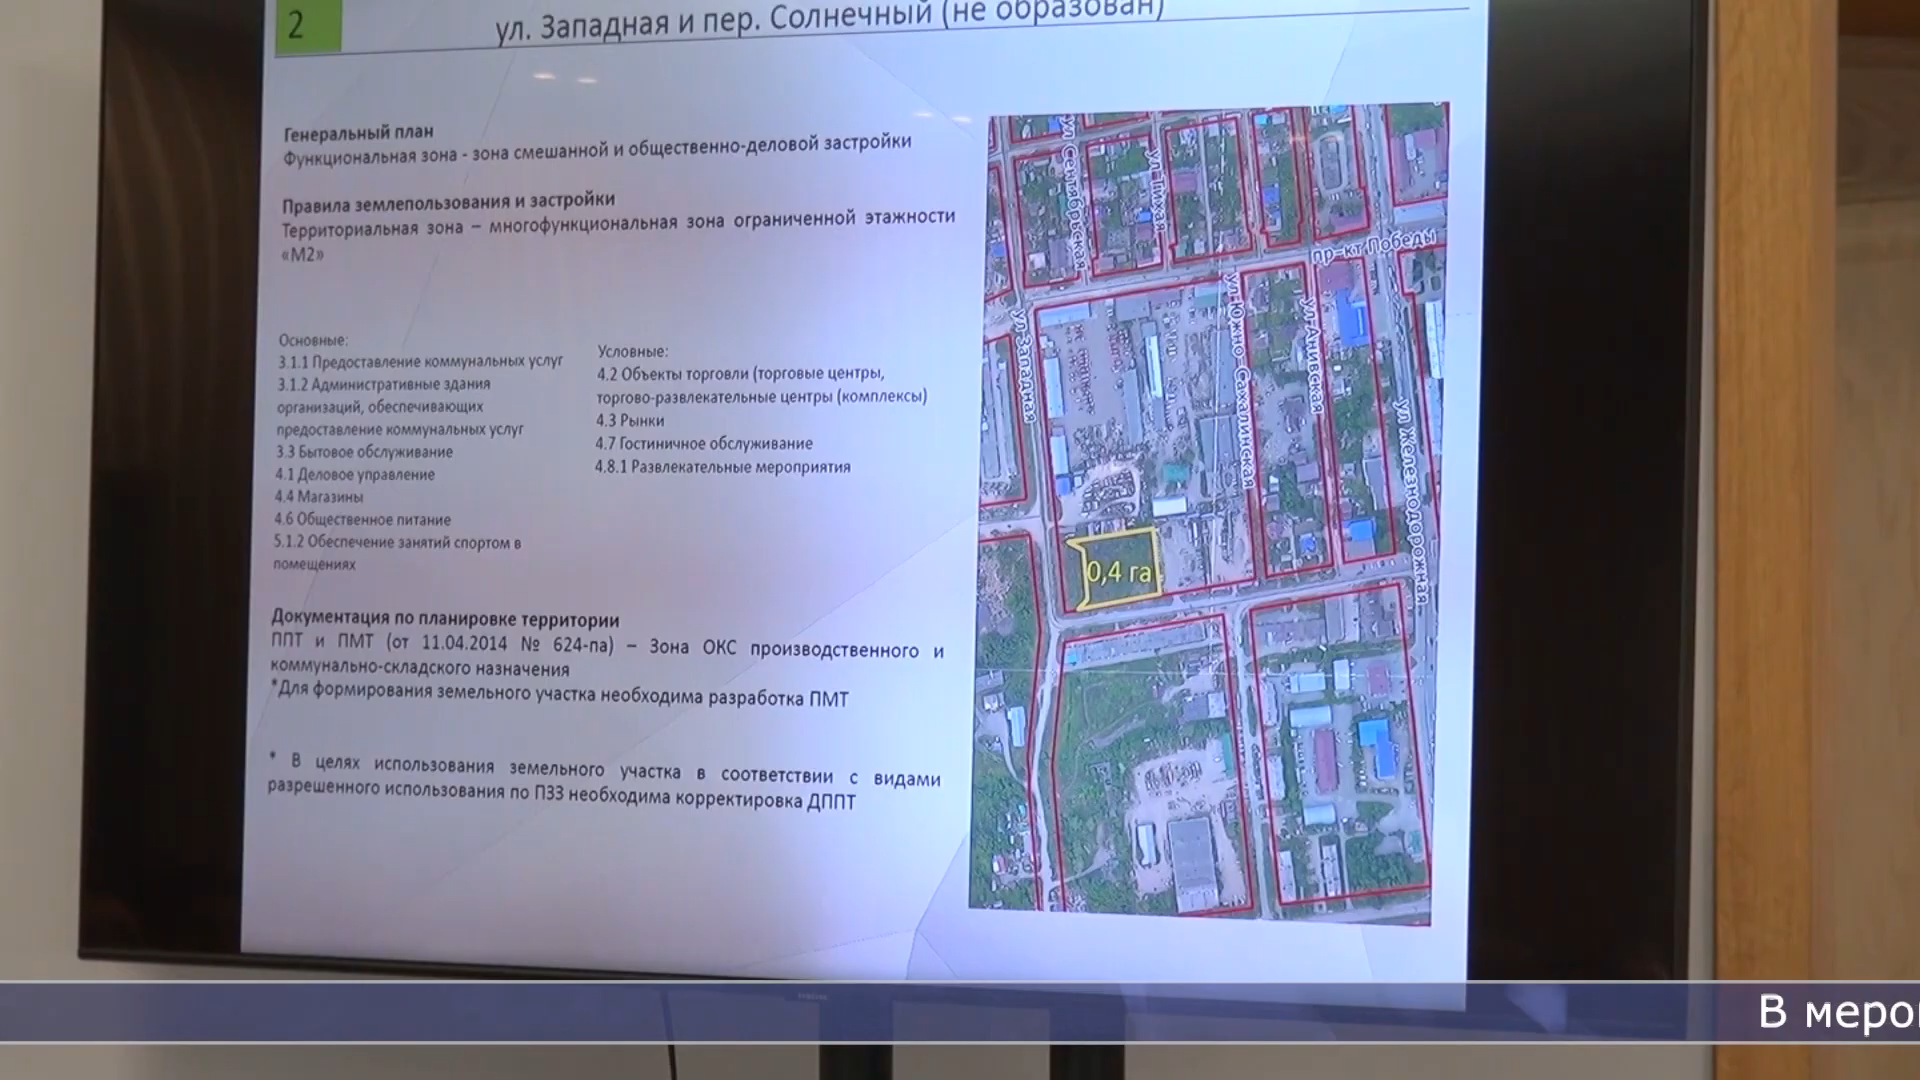 2
ул. Западная и пер. Солнечный (не образован)
Генеральный план
Функциональная зона - зона смешанной и общественно-деловой застройки
Правила землепользования и застройки
Территориальная зона – многофункциональная зона ограниченной этажности
«М2»
Основные:
3.1.1 Предоставление коммунальных услуг
3.1.2 Административные здания
организаций, обеспечивающих
предоставление коммунальных услуг
3.3 Бытовое обслуживание
4.1 Деловое управление
4.4 Магазины
4.6 Общественное питание
5.1.2 Обеспечение занятий спортом в
помещениях
Условные:
4.2 Объекты торговли (торговые центры,
торгово-развлекательные центры (комплексы)
4.3 Рынки
4.7 Гостиничное обслуживание
4.8.1 Развлекательные мероприятия
Документация по планировке территории
ППТ и ПМТ (от 11.04.2014 № 624-па) – Зона ОКС производственного и
коммунально-складского назначения
*Для формирования земельного участка необходима разработка ПМТ
* В целях использования земельного участка в соответствии с видами
разрешенного использования по ПЗЗ необходима корректировка ДППТ
ул. Сентябрьская
ул. Тихая
пр-кт Победы
ул. Западная
ул. Южно-Сахалинская
ул. Анивская
ул. Железнодорожная
0,4 га
SAMSUNG
В меро